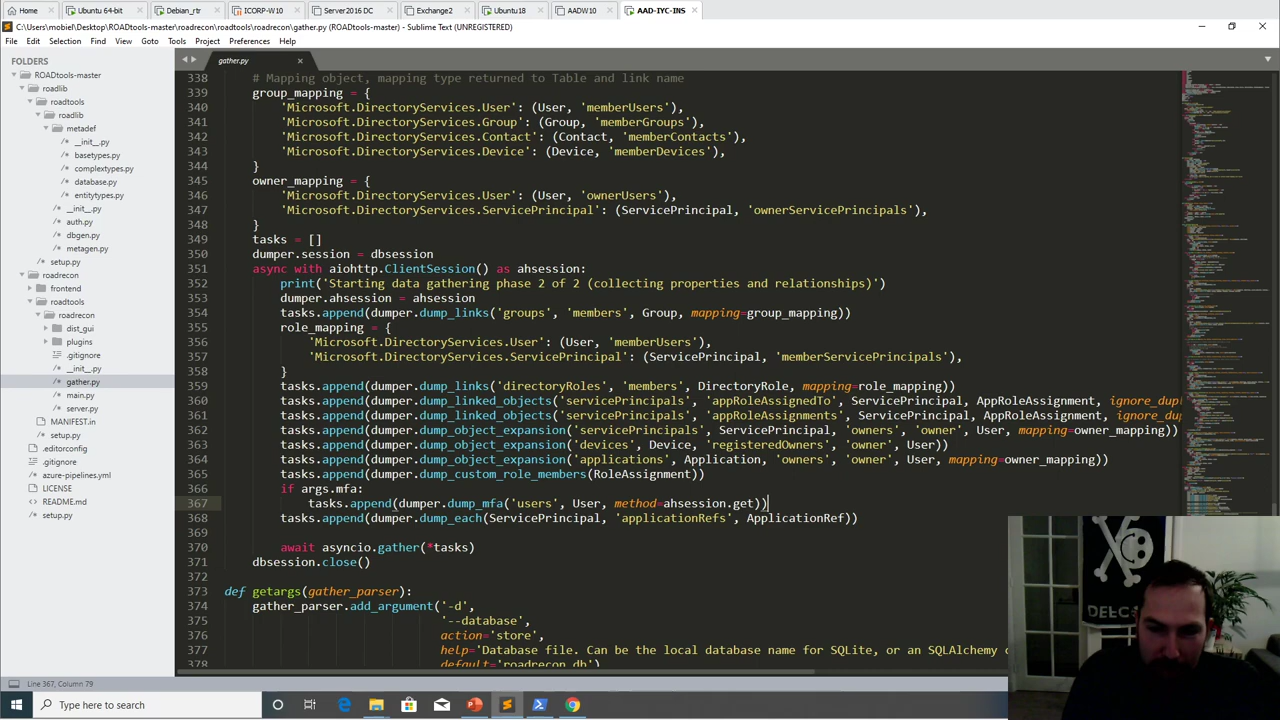 Home
Ubuntu 64-bit
Debian_rtr
ICORP-W10
Server2016 DC
Exchange2
Ubuntu18
AADW10
AAD-IYC-INS
C:\Users\mobiel\Desktop\ROADtools-master\roadrecon\roadtools\roadrecon\gather.py (ROADtools-master) - Sublime Text (UNREGISTERED)
File Edit Selection Find View Goto Tools Project Preferences Help
FOLDERS
ROADtools-master
roadlib
roadtools
roadlib
metadef
__init__.py
basetypes.py
complextypes.py
database.py
entitytypes.py
__init__.py
auth.py
dbgen.py
metagen.py
setup.py
roadrecon
frontend
roadtools
roadrecon
dist_gui
plugins
.gitignore
__init__.py
gather.py
main.py
server.py
MANIFEST.in
setup.py
.editorconfig
.gitignore
azure-pipelines.yml
LICENSE
README.md
setup.py
gather.py
338 # Mapping object, mapping type returned to Table and link name
339 group_mapping = {
340 'Microsoft.DirectoryServices.User': (User, 'memberUsers'),
341 'Microsoft.DirectoryServices.Group': (Group, 'memberGroups'),
342 'Microsoft.DirectoryServices.Contact': (Contact, 'memberContacts'),
343 'Microsoft.DirectoryServices.Device': (Device, 'memberDevices'),
344 }
345 owner_mapping = {
346 'Microsoft.DirectoryServices.User': (User, 'ownerUsers'),
347 'Microsoft.DirectoryServices.ServicePrincipal': (ServicePrincipal, 'ownerServicePrincipals'),
348 }
349 tasks = []
350 dumper.session = dbsession
351 async with aiohttp.ClientSession() as ahsession:
352 print('Starting data gathering phase 2 of 2 (collecting properties and relationships)')
353 dumper.ahsession = ahsession
354 tasks.append(dumper.dump_links('groups', 'members', Group, mapping=group_mapping))
355 role_mapping = {
356 'Microsoft.DirectoryServices.User': (User, 'memberUsers'),
357 'Microsoft.DirectoryServices.ServicePrincipal': (ServicePrincipal, 'memberServicePrincipals'),
358 }
359 tasks.append(dumper.dump_links('directoryRoles', 'members', DirectoryRole, mapping=role_mapping))
360 tasks.append(dumper.dump_linked_objects('servicePrincipals', 'appRoleAssignedTo', ServicePrincipal, AppRoleAssignment, ignore_dupl
361 tasks.append(dumper.dump_linked_objects('servicePrincipals', 'appRoleAssignments', ServicePrincipal, AppRoleAssignment, ignore_dup
362 tasks.append(dumper.dump_object_expansion('servicePrincipals', ServicePrincipal, 'owners', 'owner', User, mapping=owner_mapping))
363 tasks.append(dumper.dump_object_expansion('devices', Device, 'registeredOwners', 'owner', User))
364 tasks.append(dumper.dump_object_expansion('applications', Application, 'owners', 'owner', User, mapping=owner_mapping))
365 tasks.append(dumper.dump_custom_role_members(RoleAssignment))
366 if args.mfa:
367 tasks.append(dumper.dump_mfa('users', User, method=ahsession.get))
368 tasks.append(dumper.dump_each(ServicePrincipal, 'applicationRefs', ApplicationRef))
369
370 await asyncio.gather(*tasks)
371 dbsession.close()
372
373 def getargs(gather_parser):
374 gather_parser.add_argument('-d',
375 '--database',
376 action='store',
377 help='Database file. Can be the local database name for SQLite, or an SQLAlchemy c
378 default='roadrecon.db')
Line 367, Column 79
Type here to search